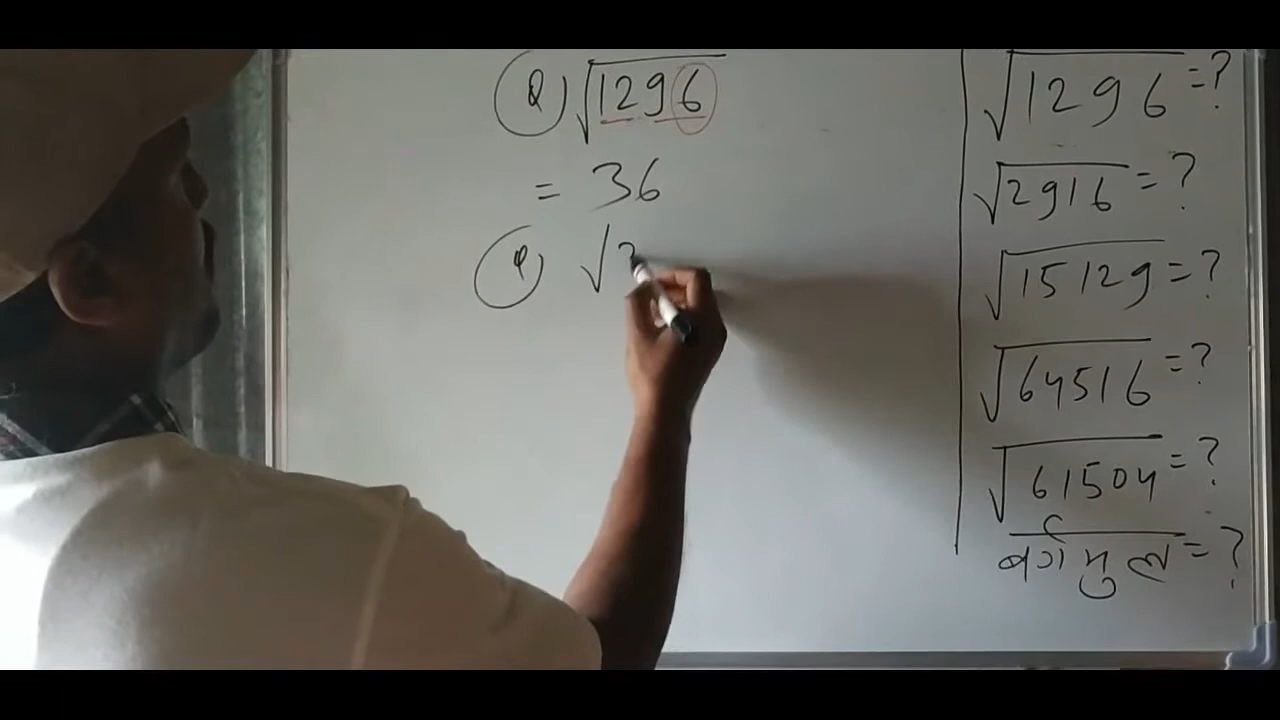 Q) √1296
= 36
Q) √2
√1296 = ?
√2916 = ?
√15129 = ?
√64516 = ?
√61504 = ?
वर्गमुल = ?